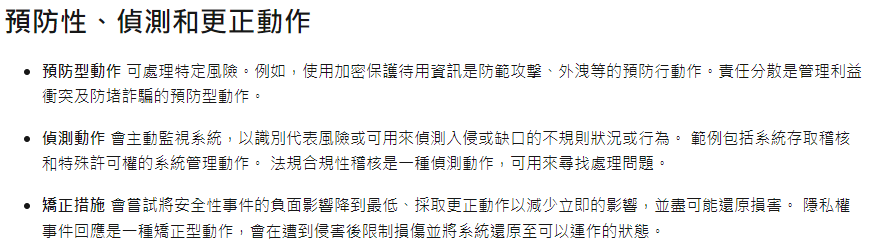 預防性、偵測和更正動作
• 預防型動作 可處理特定風險。例如，使用加密保護待用資訊是防範攻擊、外洩等的預防行動作。責任分散是管理利益
衝突及防堵詐騙的預防型動作。
• 偵測動作 會主動監視系統，以識別代表風險或可用來偵測入侵或缺口的不規則狀況或行為。 範例包括系統存取稽核
和特殊許可權的系統管理動作。 法規合規性稽核是一種偵測動作，可用來尋找處理問題。
• 矯正措施 會嘗試將安全性事件的負面影響降到最低、採取更正動作以減少立即的影響，並盡可能還原損害。 隱私權
事件回應是一種矯正型動作，會在遭到侵害後限制損傷並將系統還原至可以運作的狀態。